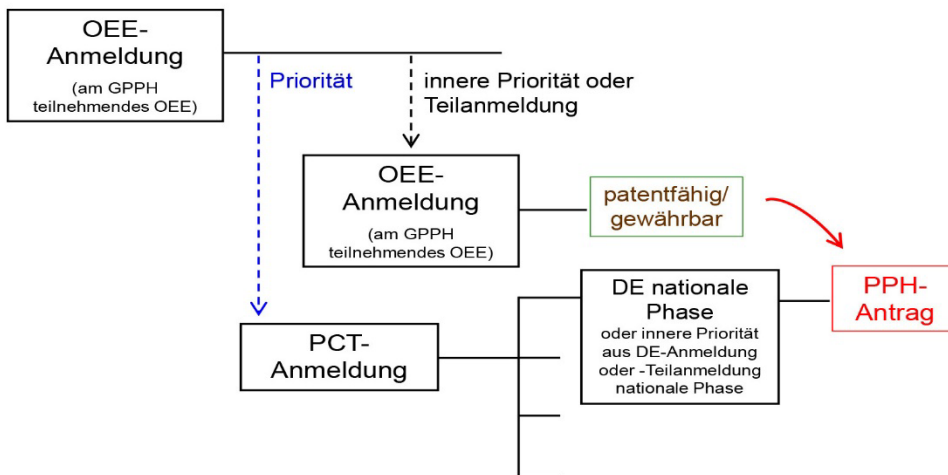 OEE-
Anmeldung
(am GPPH
teilnehmendes OEE)
Priorität
innere Priorität oder
Teilanmeldung
OEE-
Anmeldung
(am GPPH
teilnehmendes OEE)
patentfähig/
gewährbar
DE nationale
Phase
oder innere Priorität
aus DE-Anmeldung
oder -Teilanmeldung
nationale Phase
PPH-
Antrag
PCT-
Anmeldung